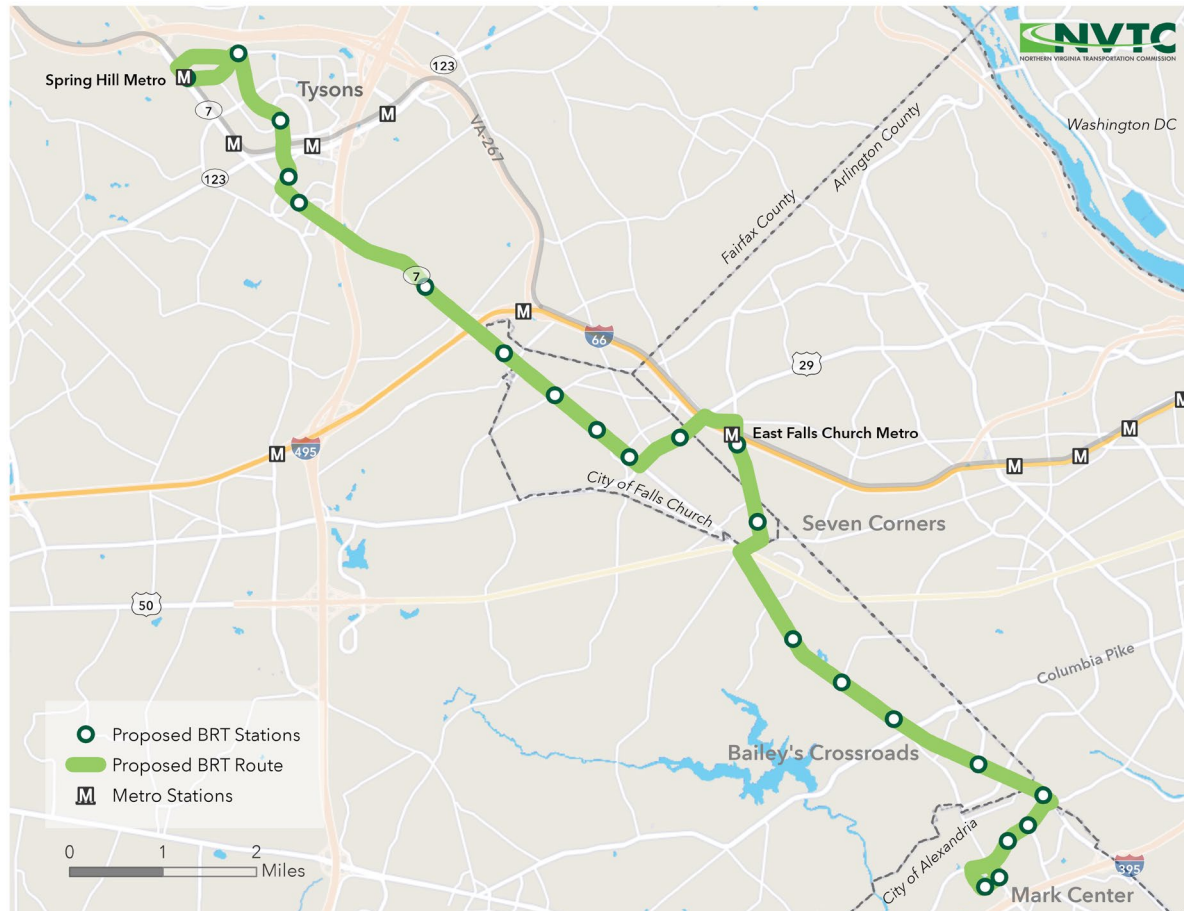 NVTC
NORTHERN VIRGINIA TRANSPORTATION COMMISSION
Spring Hill Metro
M
7
Tysons
123
M
M
M
123
VA-267
Washington DC
Arlington County
Fairfax County
7
M
66
29
M
M
East Falls Church Metro
M
M
M
M
495
City of Falls Church
Seven Corners
50
Columbia Pike
Bailey's Crossroads
Proposed BRT Stations
Proposed BRT Route
M Metro Stations
0 1 2
Miles
City of Alexandria
395
Mark Center